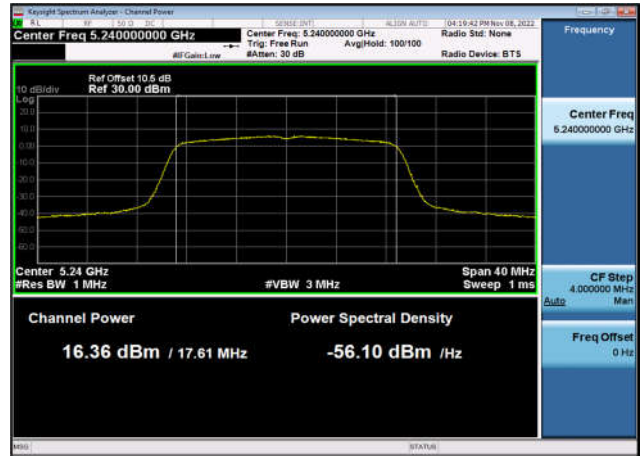 Keysight Spectrum Analyzer - Channel Power
RL RF 50 Ω DC SENSE:INT ALIGN AUTO 04:19:42 PM Nov 08, 2022
Center Freq 5.240000000 GHz
Center Freq: 5.240000000 GHz
Radio Std: None
Trig: Free Run Avg|Hold: 100/100
#IFGain:Low #Atten: 30 dB Radio Device: BTS
Frequency
Ref Offset 10.5 dB
10 dB/div Ref 30.00 dBm
Log
20.0
10.0
0.00
-10.0
-20.0
-30.0
-40.0
-50.0
-60.0
Center Freq
5.240000000 GHz
Center 5.24 GHz Span 40 MHz
#Res BW 1 MHz #VBW 3 MHz Sweep 1 ms
CF Step
4.000000 MHz
Auto Man
Channel Power Power Spectral Density
16.36 dBm / 17.61 MHz -56.10 dBm /Hz
Freq Offset
0 Hz
MSG STATUS